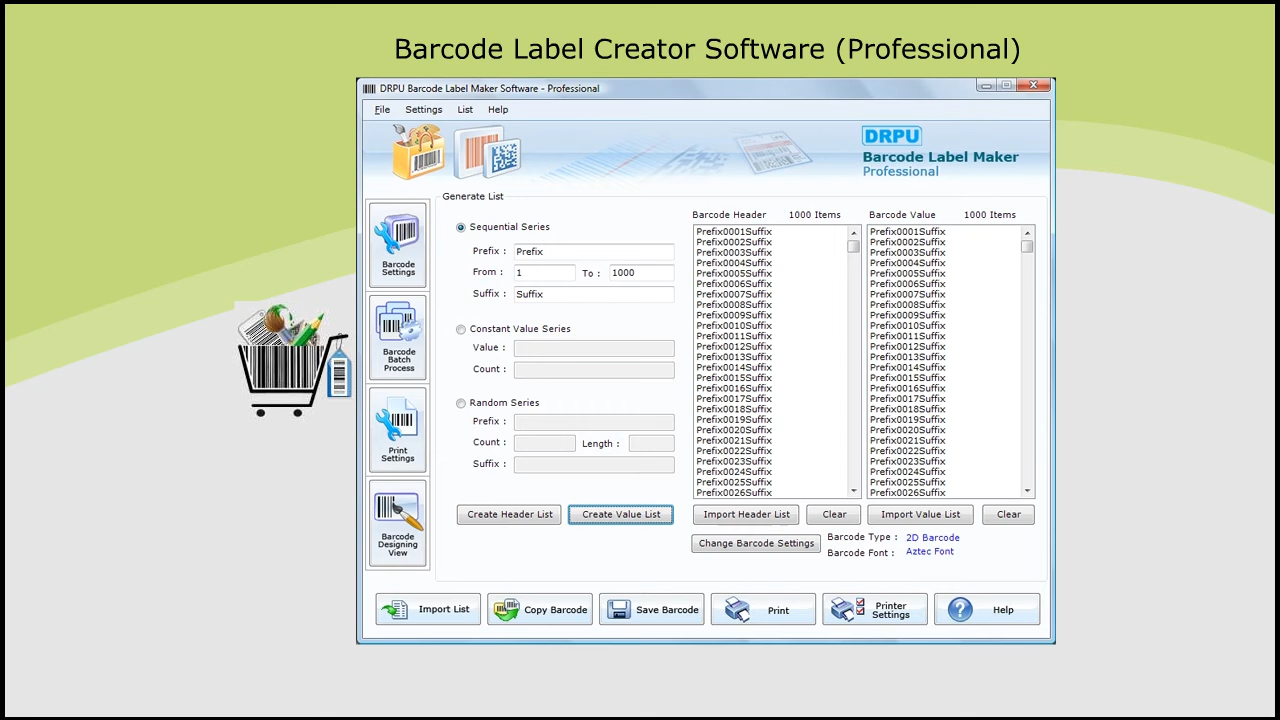 Barcode Label Creator Software (Professional)
DRPU Barcode Label Maker Software - Professional
File Settings List Help
DRPU
Barcode Label Maker
Professional
Barcode
Settings
Barcode
Batch
Process
Print
Settings
Barcode
Designing
View
Generate List
Sequential Series
Prefix : Prefix
From : 1 To : 1000
Suffix : Suffix
Constant Value Series
Value :
Count :
Random Series
Prefix :
Count : Length :
Suffix :
Create Header List Create Value List
Barcode Header 1000 Items
Prefix0001Suffix
Prefix0002Suffix
Prefix0003Suffix
Prefix0004Suffix
Prefix0005Suffix
Prefix0006Suffix
Prefix0007Suffix
Prefix0008Suffix
Prefix0009Suffix
Prefix0010Suffix
Prefix0011Suffix
Prefix0012Suffix
Prefix0013Suffix
Prefix0014Suffix
Prefix0015Suffix
Prefix0016Suffix
Prefix0017Suffix
Prefix0018Suffix
Prefix0019Suffix
Prefix0020Suffix
Prefix0021Suffix
Prefix0022Suffix
Prefix0023Suffix
Prefix0024Suffix
Prefix0025Suffix
Prefix0026Suffix
Barcode Value 1000 Items
Prefix0001Suffix
Prefix0002Suffix
Prefix0003Suffix
Prefix0004Suffix
Prefix0005Suffix
Prefix0006Suffix
Prefix0007Suffix
Prefix0008Suffix
Prefix0009Suffix
Prefix0010Suffix
Prefix0011Suffix
Prefix0012Suffix
Prefix0013Suffix
Prefix0014Suffix
Prefix0015Suffix
Prefix0016Suffix
Prefix0017Suffix
Prefix0018Suffix
Prefix0019Suffix
Prefix0020Suffix
Prefix0021Suffix
Prefix0022Suffix
Prefix0023Suffix
Prefix0024Suffix
Prefix0025Suffix
Prefix0026Suffix
Import Header List Clear Import Value List Clear
Change Barcode Settings
Barcode Type : 2D Barcode
Barcode Font : Aztec Font
Import List
Copy Barcode
Save Barcode
Print
Printer
Settings
Help